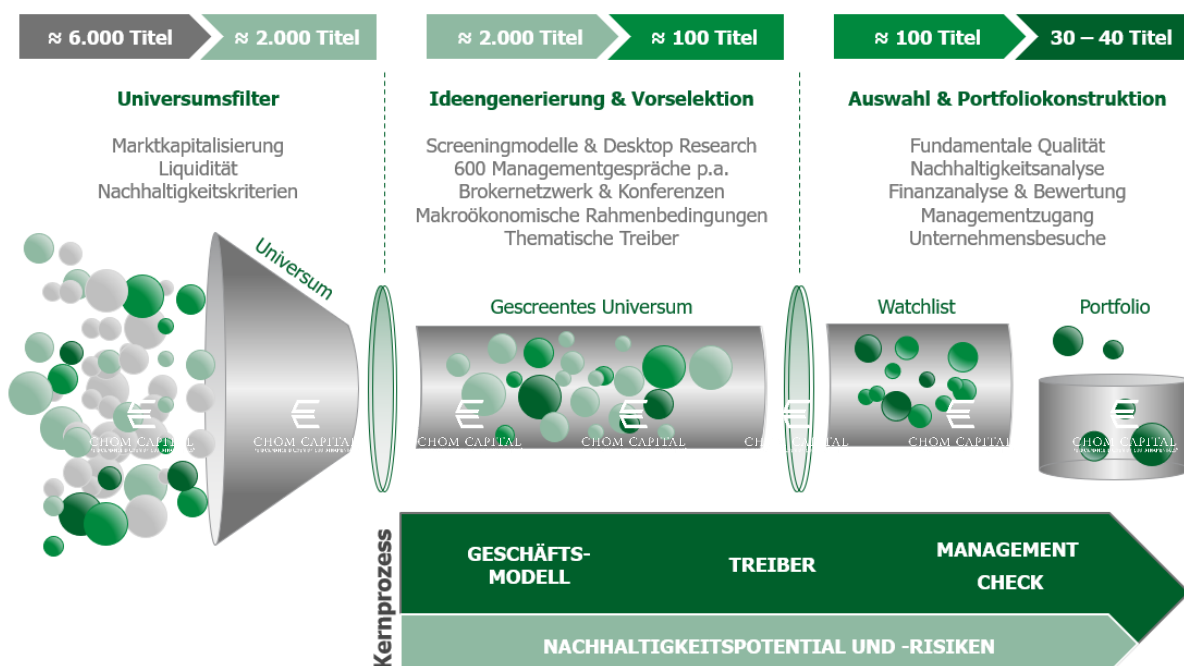 ≈ 6.000 Titel
≈ 2.000 Titel
≈ 2.000 Titel
≈ 100 Titel
≈ 100 Titel
30 – 40 Titel
Universumsfilter
Marktkapitalisierung
Liquidität
Nachhaltigkeitskriterien
Ideengenerierung & Vorselektion
Screeningmodelle & Desktop Research
600 Managementgespräche p.a.
Brokernetzwerk & Konferenzen
Makroökonomische Rahmenbedingungen
Thematische Treiber
Auswahl & Portfoliokonstruktion
Fundamentale Qualität
Nachhaltigkeitsanalyse
Finanzanalyse & Bewertung
Managementzugang
Unternehmensbesuche
Universum
Gescreentes Universum
Watchlist
Portfolio
CHOM CAPITAL
CHOM CAPITAL
CHOM CAPITAL
CHOM CAPITAL
CHOM CAPITAL
CHOM CAPITAL
CHOM CAPITAL
Kernprozess
GESCHÄFTS-
MODELL
TREIBER
MANAGEMENT
CHECK
NACHHALTIGKEITSPOTENTIAL UND -RISIKEN